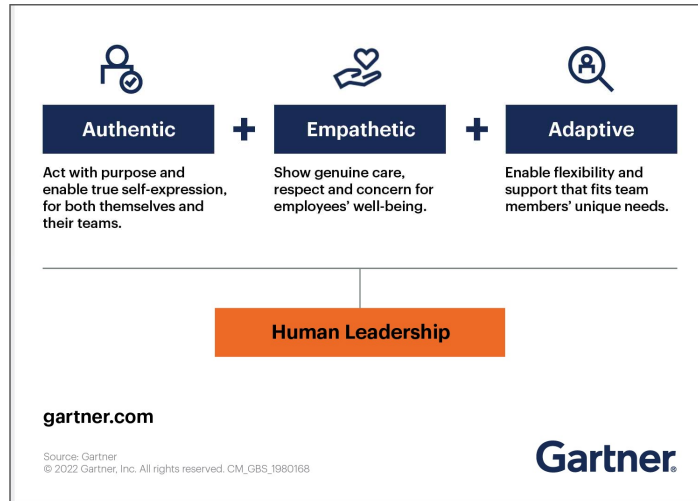 Authentic + Empathetic + Adaptive
Act with purpose and
enable true self-expression,
for both themselves and
their teams.
Show genuine care,
respect and concern for
employees’ well-being.
Enable flexibility and
support that fits team
members’ unique needs.
Human Leadership
gartner.com
Source: Gartner
© 2022 Gartner, Inc. All rights reserved. CM_GBS_1980168
Gartner®